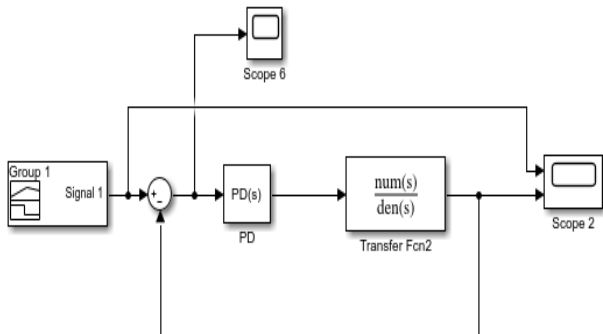 Scope 6
Group 1
Signal 1
+
-
PD(s)
PD
num(s)
den(s)
Transfer Fcn2
Scope 2